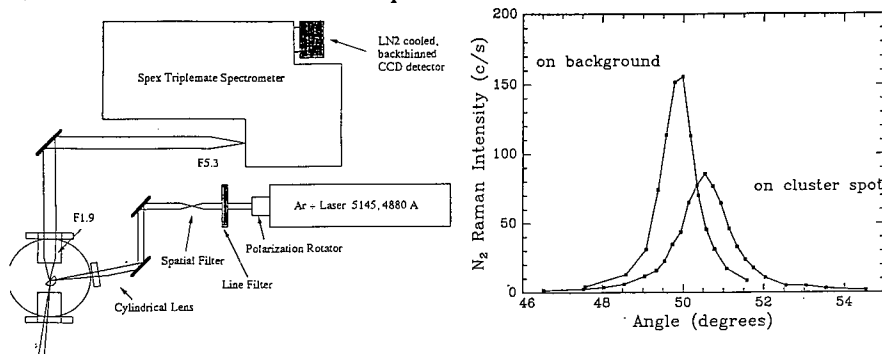 LN2 cooled,
backthinned
CCD detector
Spex Triplemate Spectrometer
F5.3
F1.9
Ar + Laser 5145, 4880 A
Polarization Rotator
Spatial Filter
Line Filter
Cylindrical Lens
200
150
100
50
0
N₂ Raman Intensity (c/s)
on background
on cluster spot
46 48 50 52 54
Angle (degrees)